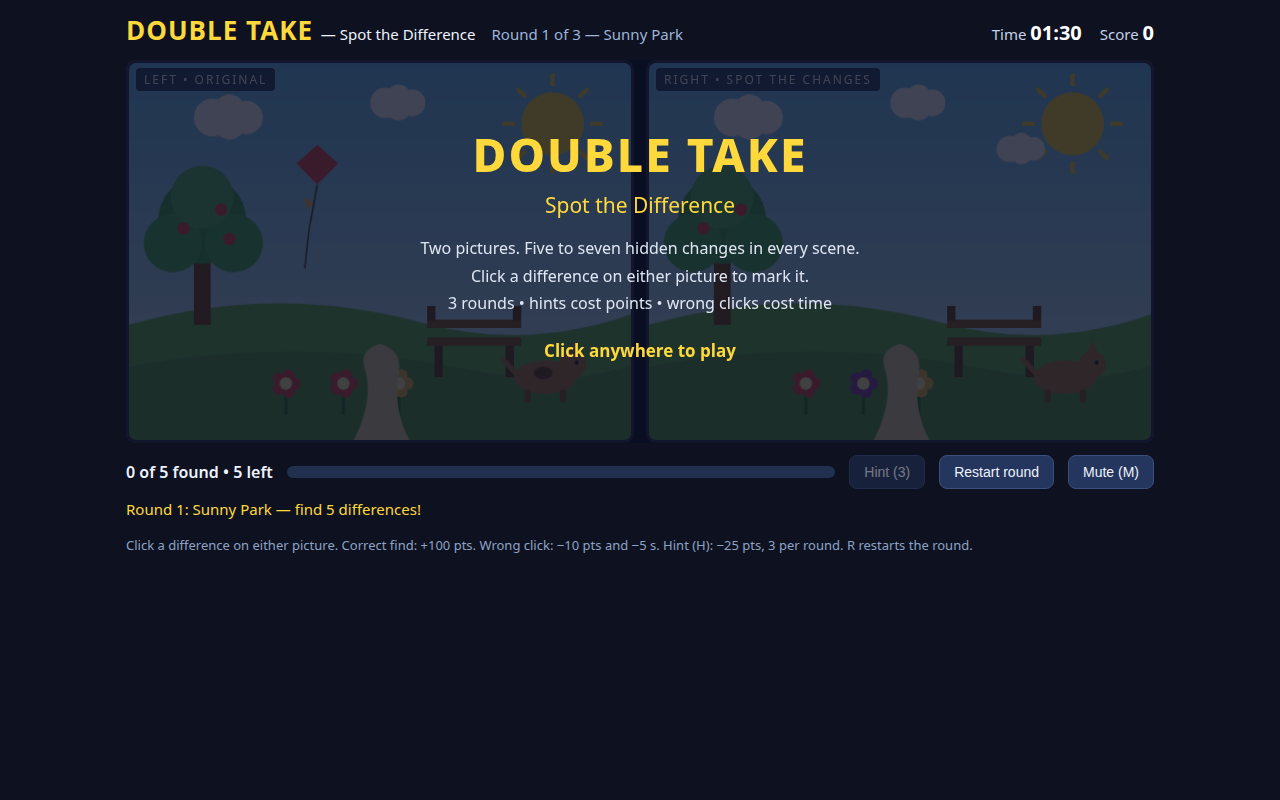 DOUBLE TAKE — Spot the Difference Round 1 of 3 — Sunny Park Time 01:30 Score 0
LEFT • ORIGINAL RIGHT • SPOT THE CHANGES
DOUBLE TAKE
Spot the Difference
Two pictures. Five to seven hidden changes in every scene.
Click a difference on either picture to mark it.
3 rounds • hints cost points • wrong clicks cost time
Click anywhere to play
0 of 5 found • 5 left Hint (3) Restart round Mute (M)
Round 1: Sunny Park — find 5 differences!
Click a difference on either picture. Correct find: +100 pts. Wrong click: −10 pts and −5 s. Hint (H): −25 pts, 3 per round. R restarts the round.